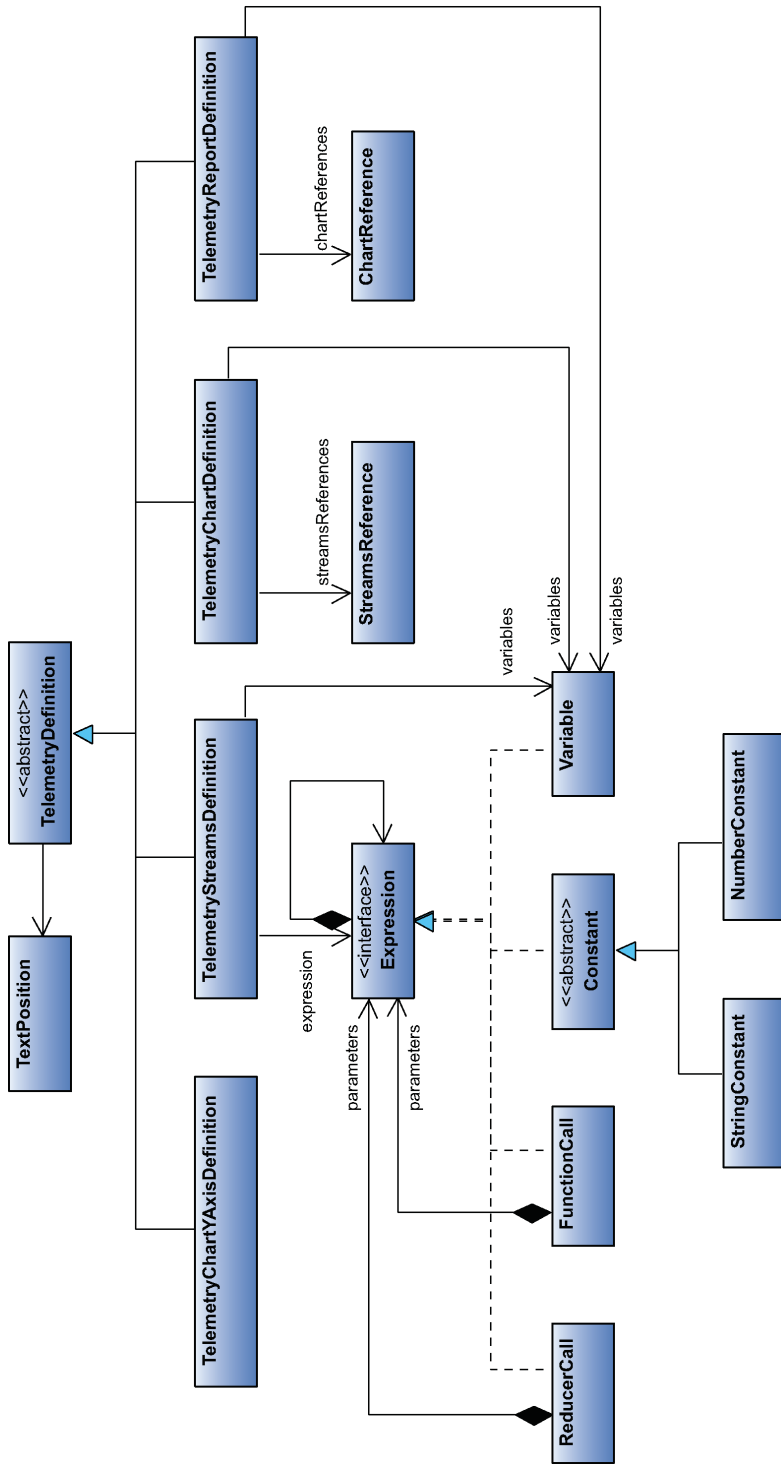 TextPosition
<<abstract>>
TelemetryDefinition
TelemetryChartYAxisDefinition
TelemetryStreamsDefinition
TelemetryChartDefinition
TelemetryReportDefinition
expression
streamsReferences
chartReferences
<<interface>>
Expression
StreamsReference
ChartReference
parameters
parameters
variables
variables
variables
ReducerCall
FunctionCall
<<abstract>>
Constant
Variable
StringConstant
NumberConstant